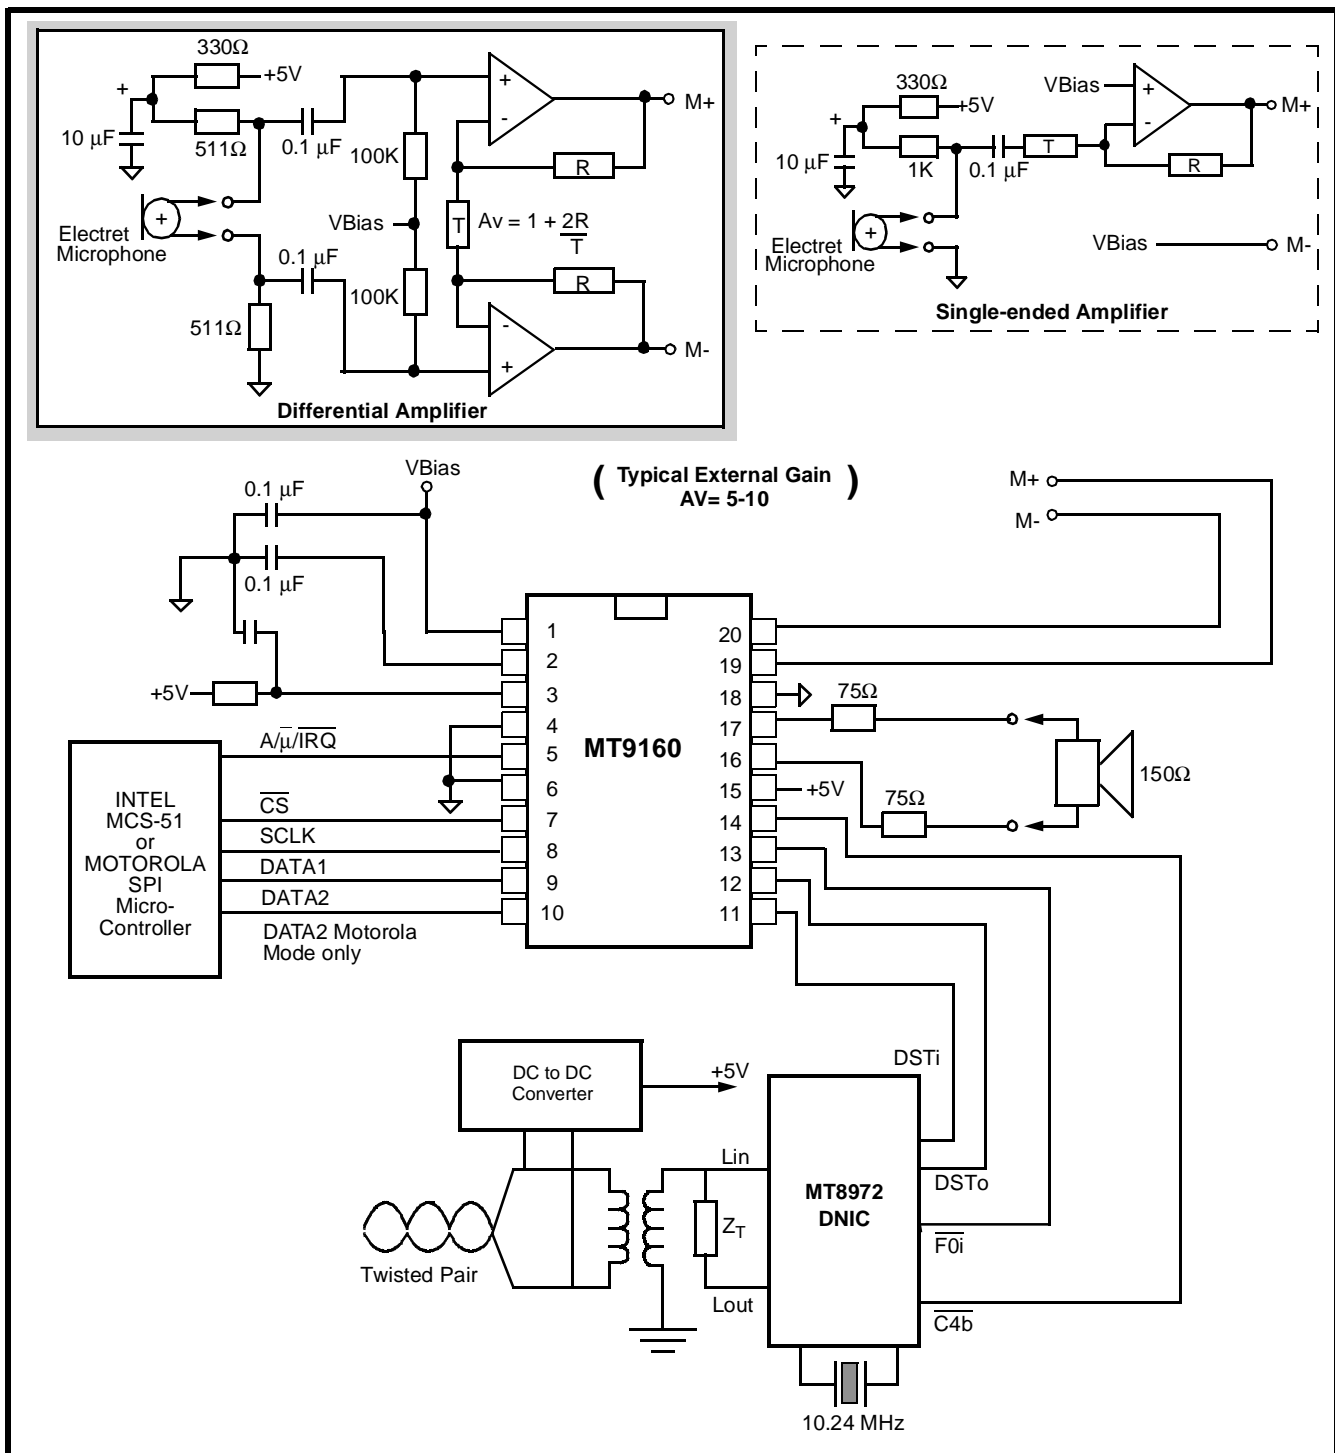 330Ω
+5V
+
511Ω
10 µF
0.1 µF
100K
+
-
M+
R
T
Av = 1 + 2R
T
VBias
+
Electret
Microphone
0.1 µF
100K
511Ω
R
-
+
M-
Differential Amplifier
330Ω
+5V
+
10 µF
1K
0.1 µF
T
VBias
+
-
M+
R
+
Electret
Microphone
VBias
M-
Single-ended Amplifier
( Typical External Gain )
AV= 5-10
VBias
0.1 µF
0.1 µF
+5V
M+
M-
MT9160
1
2
3
4
5
6
7
8
9
10
20
19
18
17
16
15
14
13
12
11
75Ω
75Ω
150Ω
+5V
A/μ̅/I̅R̅Q̅
C̅S̅
SCLK
DATA1
DATA2
DATA2 Motorola
Mode only
INTEL
MCS-51
or
MOTOROLA
SPI
Micro-
Controller
DC to DC
Converter
+5V
DSTi
Lin
DSTo
MT8972
DNIC
ZT
F̅0̅i̅
Twisted Pair
Lout
C̅4̅b̅
10.24 MHz